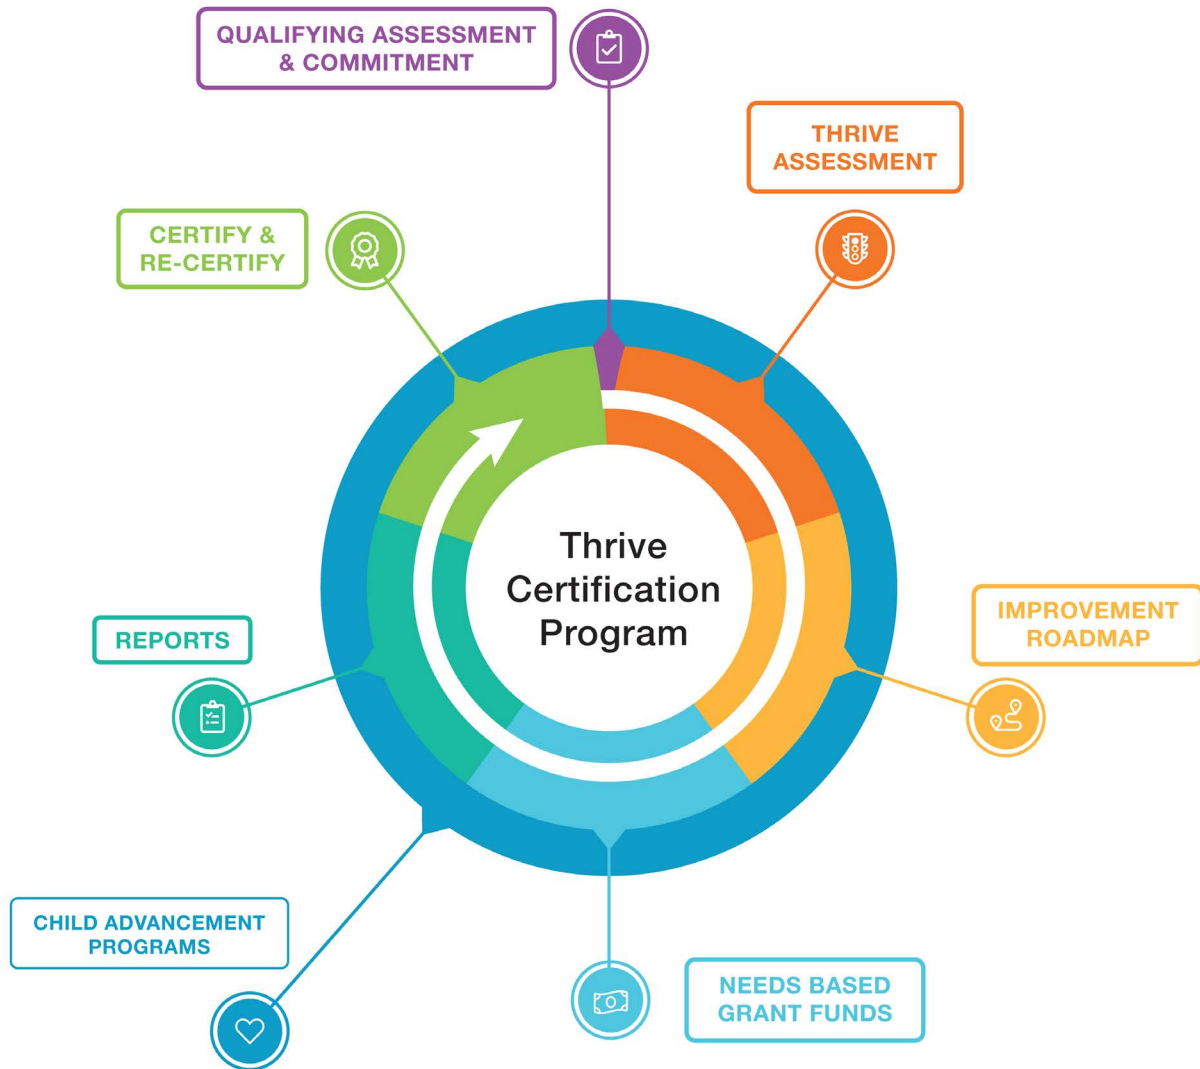 QUALIFYING ASSESSMENT
& COMMITMENT
THRIVE
ASSESSMENT
CERTIFY &
RE-CERTIFY
Thrive
Certification
Program
IMPROVEMENT
ROADMAP
REPORTS
CHILD ADVANCEMENT
PROGRAMS
NEEDS BASED
GRANT FUNDS